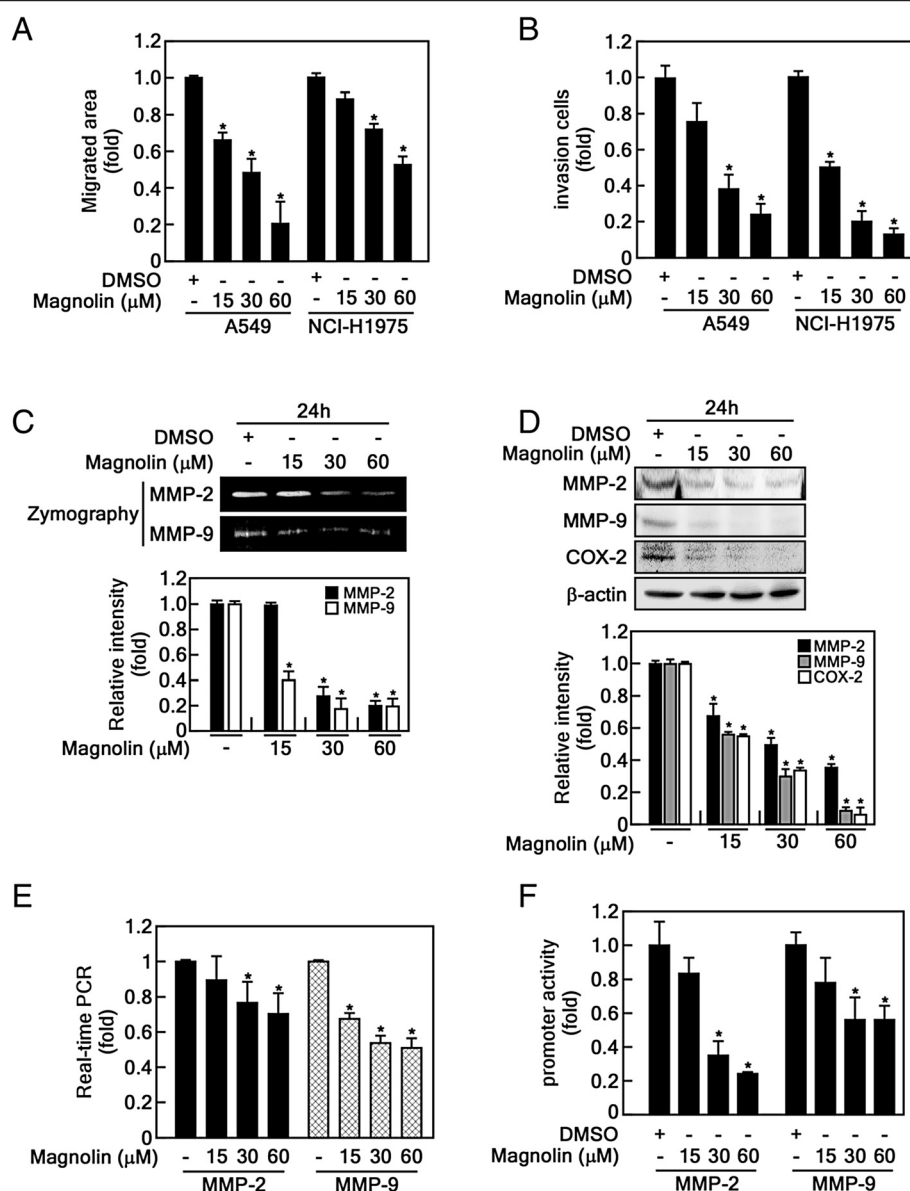 A
1.2
1.0
0.8
0.6
0.4
0.2
0
Migrated area
(fold)
* * * * *
DMSO + - - - + - - -
Magnolin (μM) - 15 30 60 - 15 30 60
A549 NCI-H1975
B
1.2
1.0
0.8
0.6
0.4
0.2
0
invasion cells
(fold)
* * * * *
DMSO + - - - + - - -
Magnolin (μM) - 15 30 60 - 15 30 60
A549 NCI-H1975
C
24h
DMSO + - - -
Magnolin (μM) - 15 30 60
Zymography
MMP-2
MMP-9
1.2
1.0
0.8
0.6
0.4
0.2
0
Relative intensity
(fold)
MMP-2
MMP-9
* * * * *
Magnolin (μM) - 15 30 60
D
24h
DMSO + - - -
Magnolin (μM) - 15 30 60
MMP-2
MMP-9
COX-2
β-actin
1.2
1.0
0.8
0.6
0.4
0.2
0
Relative intensity
(fold)
MMP-2
MMP-9
COX-2
* * * * * * * * *
Magnolin (μM) - 15 30 60
E
1.2
1.0
0.8
0.6
0.4
0.2
0
Real-time PCR
(fold)
* * * * *
Magnolin (μM) - 15 30 60 - 15 30 60
MMP-2 MMP-9
F
1.2
1.0
0.8
0.6
0.4
0.2
0
promoter activity
(fold)
* * * *
DMSO + - - - + - - -
Magnolin (μM) - 15 30 60 - 15 30 60
MMP-2 MMP-9